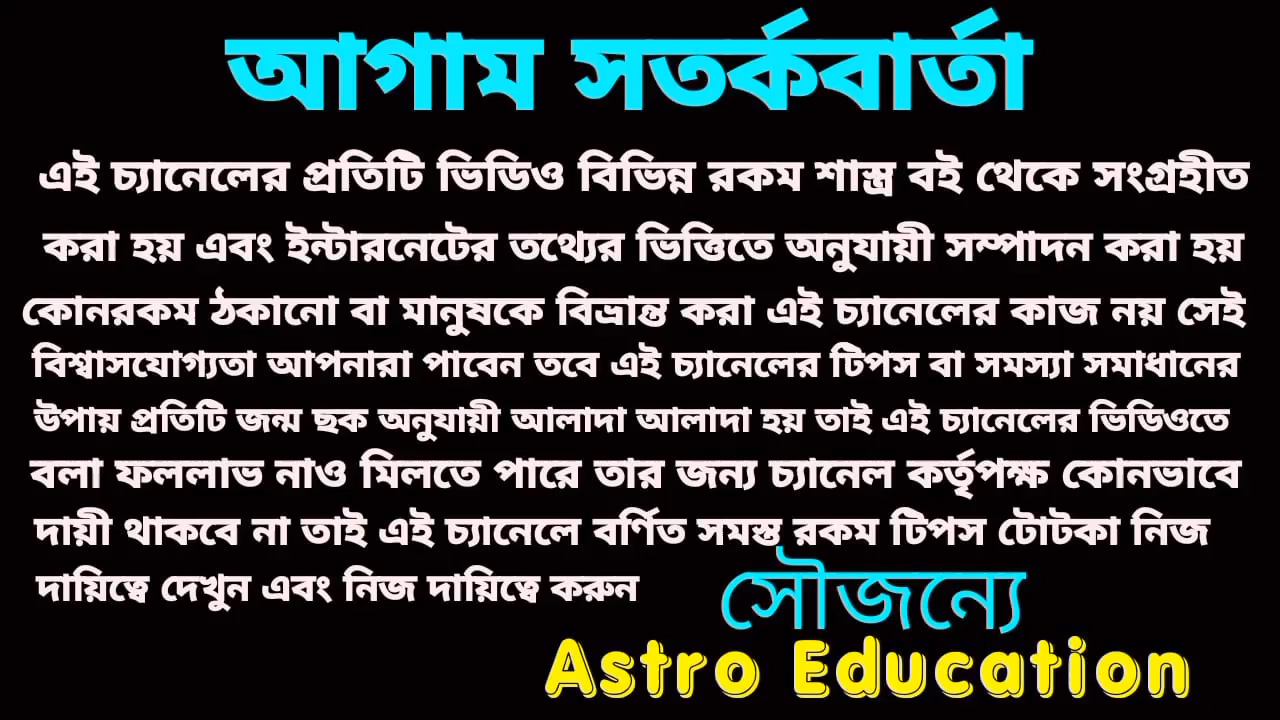 আগাম সতর্কবার্তা
এই চ্যানেলের প্রতিটি ভিডিও বিভিন্ন রকম শাস্ত্র বই থেকে সংগ্রহীত
করা হয় এবং ইন্টারনেটের তথ্যের ভিত্তিতে অনুযায়ী সম্পাদন করা হয়
কোনরকম ঠকানো বা মানুষকে বিভ্রান্ত করা এই চ্যানেলের কাজ নয় সেই
বিশ্বাসযোগ্যতা আপনারা পাবেন তবে এই চ্যানেলের টিপস বা সমস্যা সমাধানের
উপায় প্রতিটি জন্ম ছক অনুযায়ী আলাদা আলাদা হয় তাই এই চ্যানেলের ভিডিওতে
বলা ফললাভ নাও মিলতে পারে তার জন্য চ্যানেল কর্তৃপক্ষ কোনভাবে
দায়ী থাকবে না তাই এই চ্যানেলে বর্ণিত সমস্ত রকম টিপস টোটকা নিজ
দায়িত্বে দেখুন এবং নিজ দায়িত্বে করুন
সৌজন্যে
Astro Education